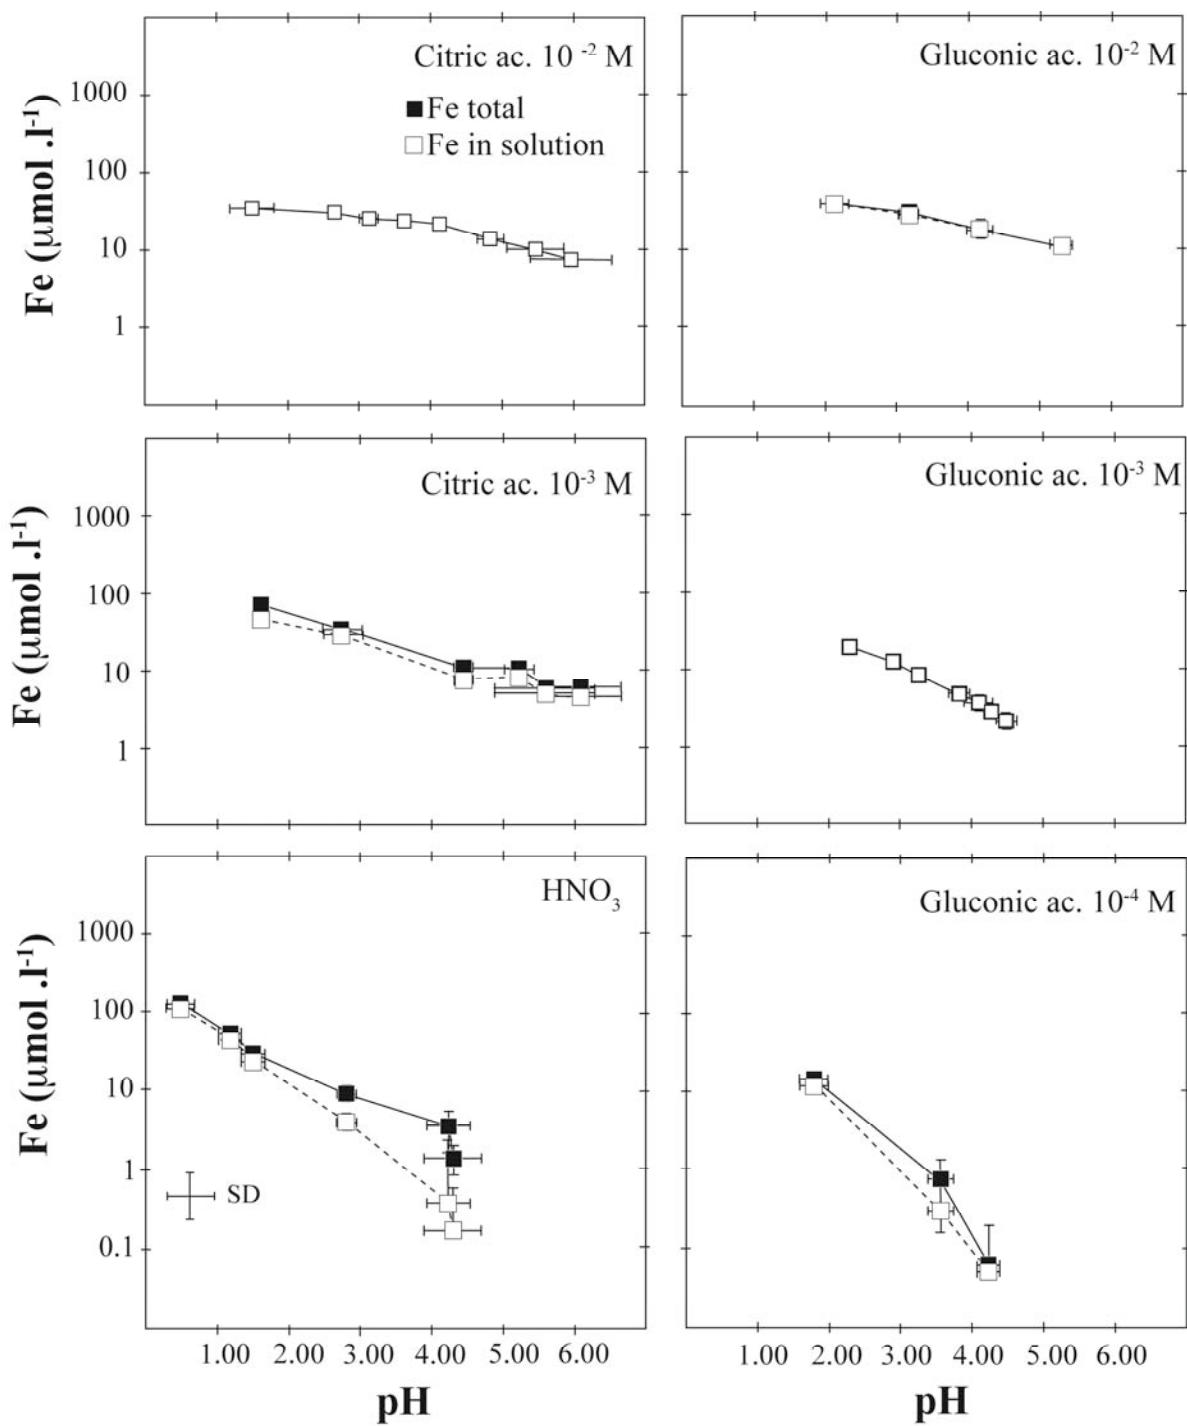 Citric ac. 10⁻² M
Fe total
Fe in solution
Fe (μmol .l⁻¹)
1000
100
10
1
Gluconic ac. 10⁻² M
Citric ac. 10⁻³ M
Fe (μmol .l⁻¹)
1000
100
10
1
Gluconic ac. 10⁻³ M
HNO₃
Fe (μmol .l⁻¹)
1000
100
10
1
0.1
SD
1.00 2.00 3.00 4.00 5.00 6.00
pH
Gluconic ac. 10⁻⁴ M
1.00 2.00 3.00 4.00 5.00 6.00
pH